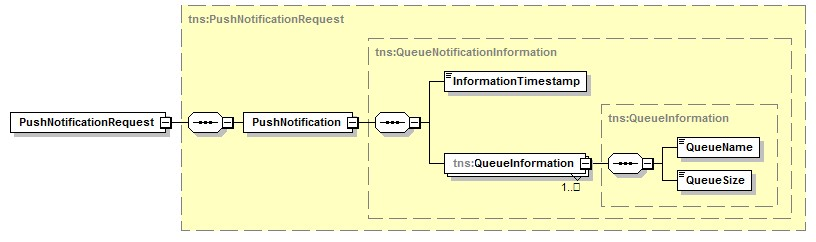 tns:PushNotificationRequest
tns:QueueNotificationInformation
InformationTimestamp
tns:QueueInformation
PushNotificationRequest
PushNotification
QueueName
tns:QueueInformation
QueueSize
1..□